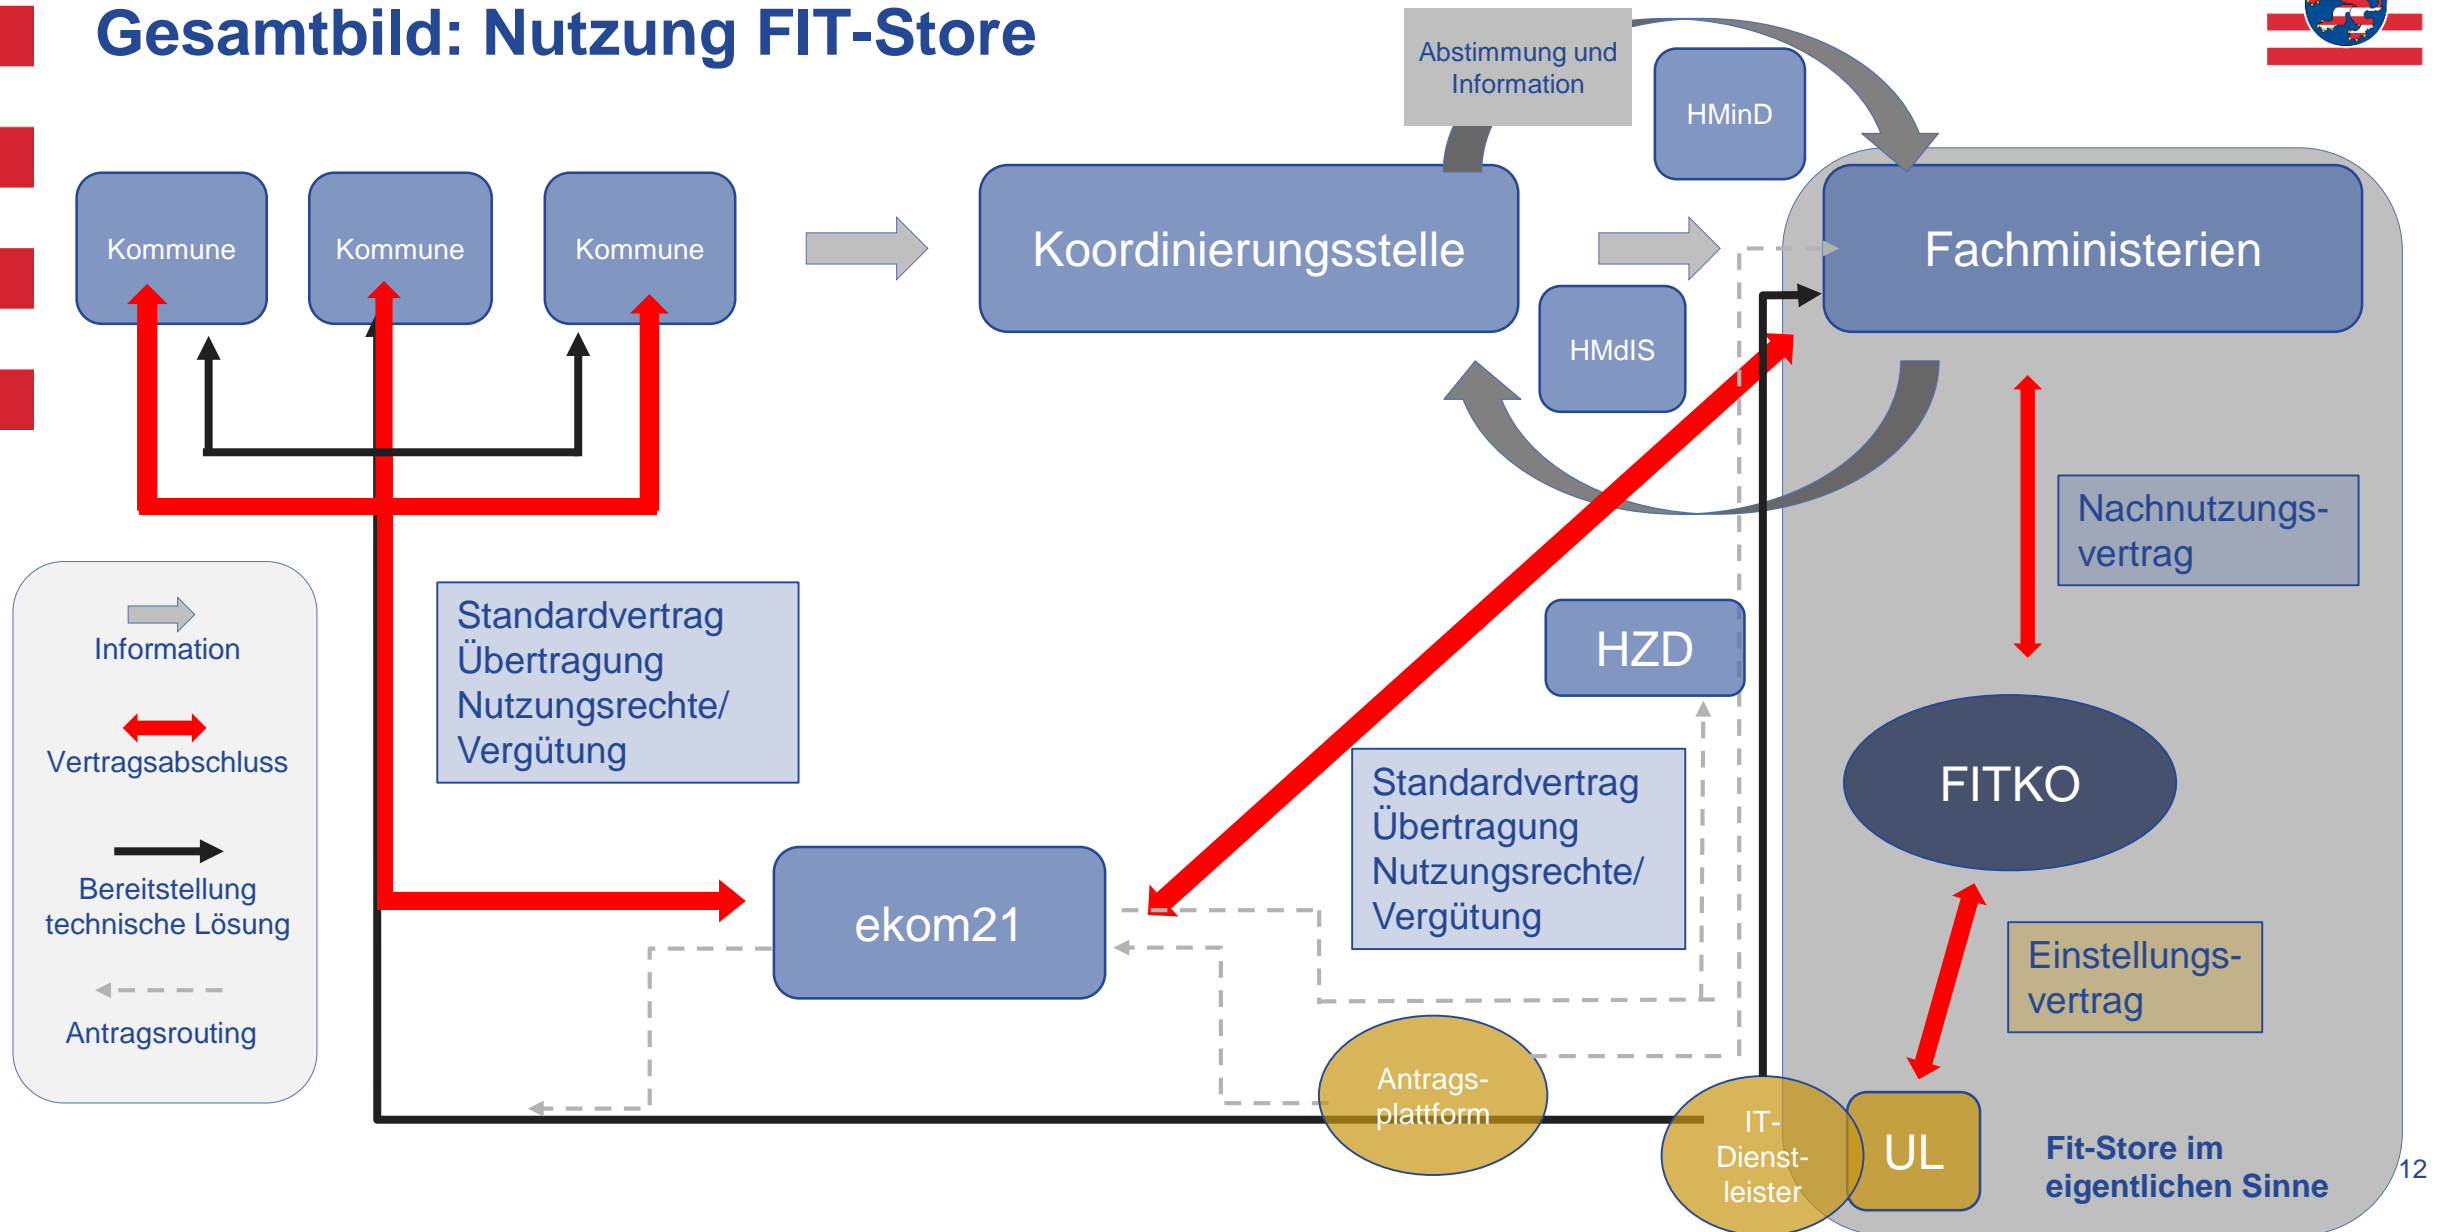 Gesamtbild: Nutzung FIT-Store
Abstimmung und
Information
HMinD
Kommune
Kommune
Kommune
Koordinierungsstelle
Fachministerien
HMdIS
Nachnutzungs-
vertrag
Information
Vertragsabschluss
Bereitstellung
technische Lösung
Antragsrouting
Standardvertrag
Übertragung
Nutzungsrechte/
Vergütung
HZD
Standardvertrag
Übertragung
Nutzungsrechte/
Vergütung
FITKO
ekom21
Einstellungs-
vertrag
Antrags-
plattform
IT-
Dienst-
leister
UL
Fit-Store im
eigentlichen Sinne
12